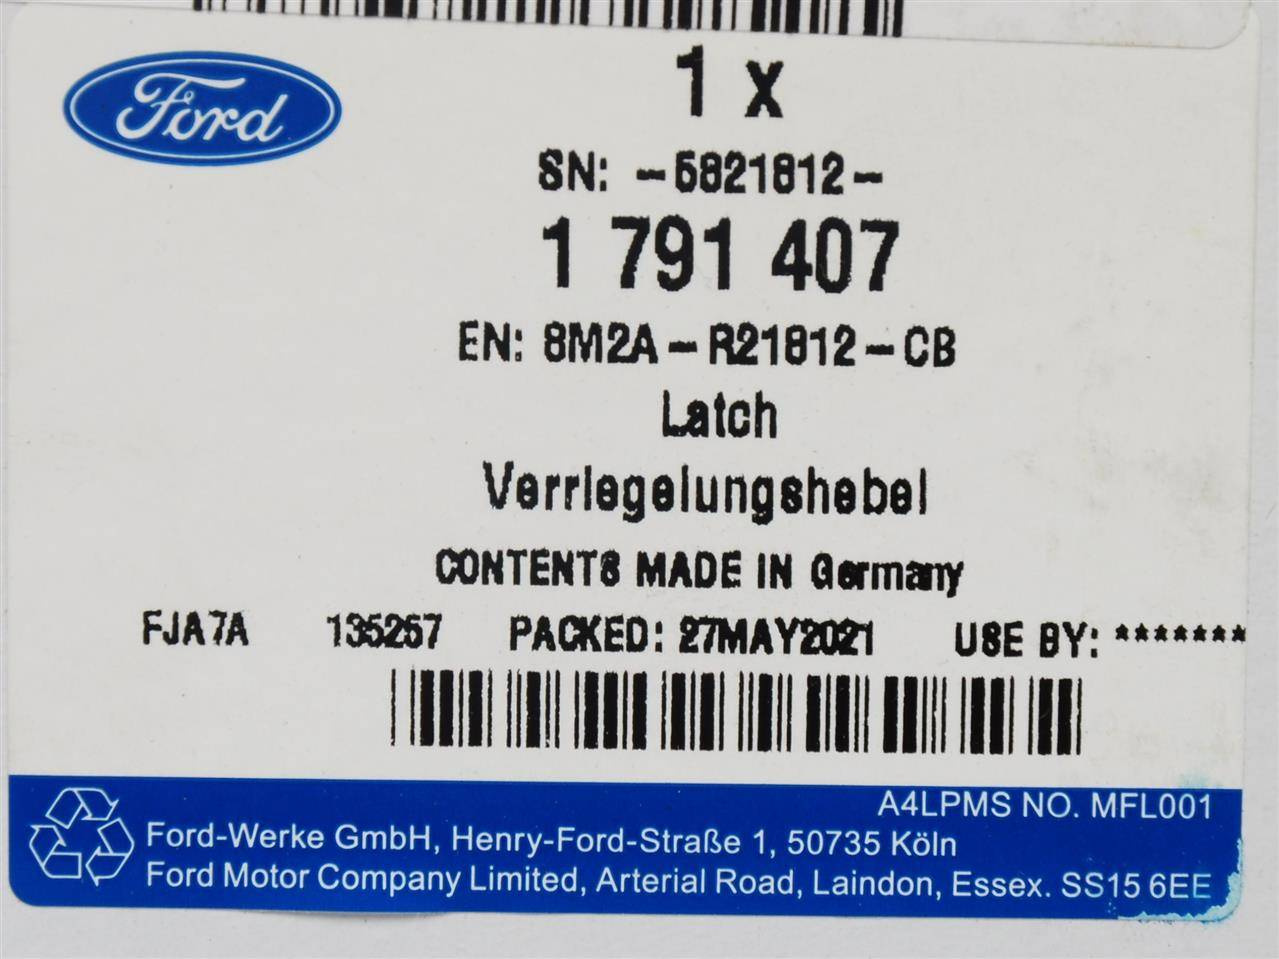 Ford
1 x
SN: -5821812-
1 791 407
EN: 8M2A-R21812-CB
Latch
Verriegelungshebel
CONTENTS MADE IN Germany
FJA7A 135257 PACKED: 27MAY2021 USE BY: *******
A4LPMS NO. MFL001
Ford-Werke GmbH, Henry-Ford-Straße 1, 50735 Köln
Ford Motor Company Limited, Arterial Road, Laindon, Essex. SS15 6EE